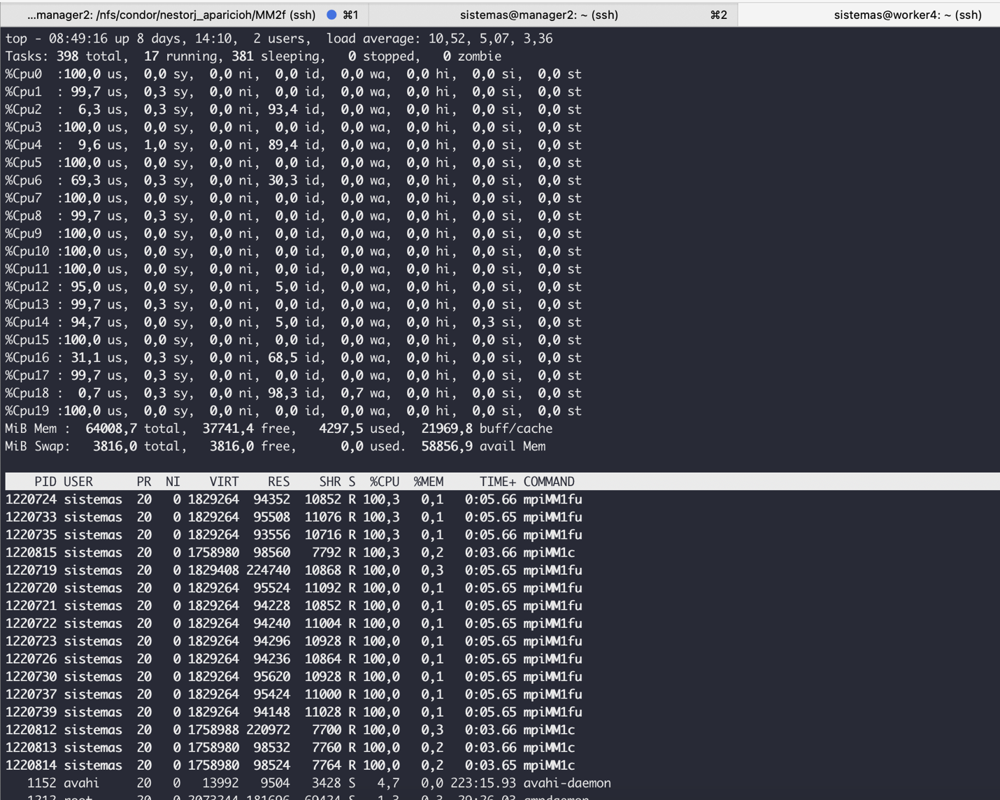 ...manager2: /nfs/condor/nestorj_aparicioh/MM2f (ssh) ⌘1 sistemas@manager2: ~ (ssh) ⌘2 sistemas@worker4: ~ (ssh)
top - 08:49:16 up 8 days, 14:10,  2 users,  load average: 10,52, 5,07, 3,36
Tasks: 398 total,  17 running, 381 sleeping,   0 stopped,   0 zombie
%Cpu0  :100,0 us,  0,0 sy,  0,0 ni,  0,0 id,  0,0 wa,  0,0 hi,  0,0 si,  0,0 st
%Cpu1  : 99,7 us,  0,3 sy,  0,0 ni,  0,0 id,  0,0 wa,  0,0 hi,  0,0 si,  0,0 st
%Cpu2  :  6,3 us,  0,3 sy,  0,0 ni, 93,4 id,  0,0 wa,  0,0 hi,  0,0 si,  0,0 st
%Cpu3  :100,0 us,  0,0 sy,  0,0 ni,  0,0 id,  0,0 wa,  0,0 hi,  0,0 si,  0,0 st
%Cpu4  :  9,6 us,  1,0 sy,  0,0 ni, 89,4 id,  0,0 wa,  0,0 hi,  0,0 si,  0,0 st
%Cpu5  :100,0 us,  0,0 sy,  0,0 ni,  0,0 id,  0,0 wa,  0,0 hi,  0,0 si,  0,0 st
%Cpu6  : 69,3 us,  0,3 sy,  0,0 ni, 30,3 id,  0,0 wa,  0,0 hi,  0,0 si,  0,0 st
%Cpu7  :100,0 us,  0,0 sy,  0,0 ni,  0,0 id,  0,0 wa,  0,0 hi,  0,0 si,  0,0 st
%Cpu8  : 99,7 us,  0,3 sy,  0,0 ni,  0,0 id,  0,0 wa,  0,0 hi,  0,0 si,  0,0 st
%Cpu9  :100,0 us,  0,0 sy,  0,0 ni,  0,0 id,  0,0 wa,  0,0 hi,  0,0 si,  0,0 st
%Cpu10 :100,0 us,  0,0 sy,  0,0 ni,  0,0 id,  0,0 wa,  0,0 hi,  0,0 si,  0,0 st
%Cpu11 :100,0 us,  0,0 sy,  0,0 ni,  0,0 id,  0,0 wa,  0,0 hi,  0,0 si,  0,0 st
%Cpu12 : 95,0 us,  0,0 sy,  0,0 ni,  5,0 id,  0,0 wa,  0,0 hi,  0,0 si,  0,0 st
%Cpu13 : 99,7 us,  0,3 sy,  0,0 ni,  0,0 id,  0,0 wa,  0,0 hi,  0,0 si,  0,0 st
%Cpu14 : 94,7 us,  0,0 sy,  0,0 ni,  5,0 id,  0,0 wa,  0,0 hi,  0,3 si,  0,0 st
%Cpu15 :100,0 us,  0,0 sy,  0,0 ni,  0,0 id,  0,0 wa,  0,0 hi,  0,0 si,  0,0 st
%Cpu16 : 31,1 us,  0,3 sy,  0,0 ni, 68,5 id,  0,0 wa,  0,0 hi,  0,0 si,  0,0 st
%Cpu17 : 99,7 us,  0,3 sy,  0,0 ni,  0,0 id,  0,0 wa,  0,0 hi,  0,0 si,  0,0 st
%Cpu18 :  0,7 us,  0,3 sy,  0,0 ni, 98,3 id,  0,7 wa,  0,0 hi,  0,0 si,  0,0 st
%Cpu19 :100,0 us,  0,0 sy,  0,0 ni,  0,0 id,  0,0 wa,  0,0 hi,  0,0 si,  0,0 st
MiB Mem :  64008,7 total,  37741,4 free,   4297,5 used,  21969,8 buff/cache
MiB Swap:   3816,0 total,   3816,0 free,      0,0 used.  58856,9 avail Mem
PID USER      PR  NI    VIRT    RES    SHR S  %CPU  %MEM     TIME+ COMMAND
1220724 sistemas  20   0 1829264  94352  10852 R 100,3   0,1   0:05.66 mpiMM1fu
1220733 sistemas  20   0 1829264  95508  11076 R 100,3   0,1   0:05.65 mpiMM1fu
1220735 sistemas  20   0 1829264  93556  10716 R 100,3   0,1   0:05.66 mpiMM1fu
1220815 sistemas  20   0 1758980  98560   7792 R 100,3   0,2   0:03.66 mpiMM1c
1220719 sistemas  20   0 1829408 224740  10868 R 100,0   0,3   0:05.65 mpiMM1fu
1220720 sistemas  20   0 1829264  95524  11092 R 100,0   0,1   0:05.65 mpiMM1fu
1220721 sistemas  20   0 1829264  94228  10852 R 100,0   0,1   0:05.65 mpiMM1fu
1220722 sistemas  20   0 1829264  94240  11004 R 100,0   0,1   0:05.65 mpiMM1fu
1220723 sistemas  20   0 1829264  94296  10928 R 100,0   0,1   0:05.65 mpiMM1fu
1220726 sistemas  20   0 1829264  94236  10864 R 100,0   0,1   0:05.65 mpiMM1fu
1220730 sistemas  20   0 1829264  95620  10928 R 100,0   0,1   0:05.65 mpiMM1fu
1220737 sistemas  20   0 1829264  95424  11000 R 100,0   0,1   0:05.65 mpiMM1fu
1220739 sistemas  20   0 1829264  94148  11028 R 100,0   0,1   0:05.65 mpiMM1fu
1220812 sistemas  20   0 1758988 220972   7700 R 100,0   0,3   0:03.66 mpiMM1c
1220813 sistemas  20   0 1758980  98532   7760 R 100,0   0,2   0:03.66 mpiMM1c
1220814 sistemas  20   0 1758980  98524   7764 R 100,0   0,2   0:03.65 mpiMM1c
1152 avahi     20   0   13992   9504   3428 S   4,7   0,0 223:15.93 avahi-daemon